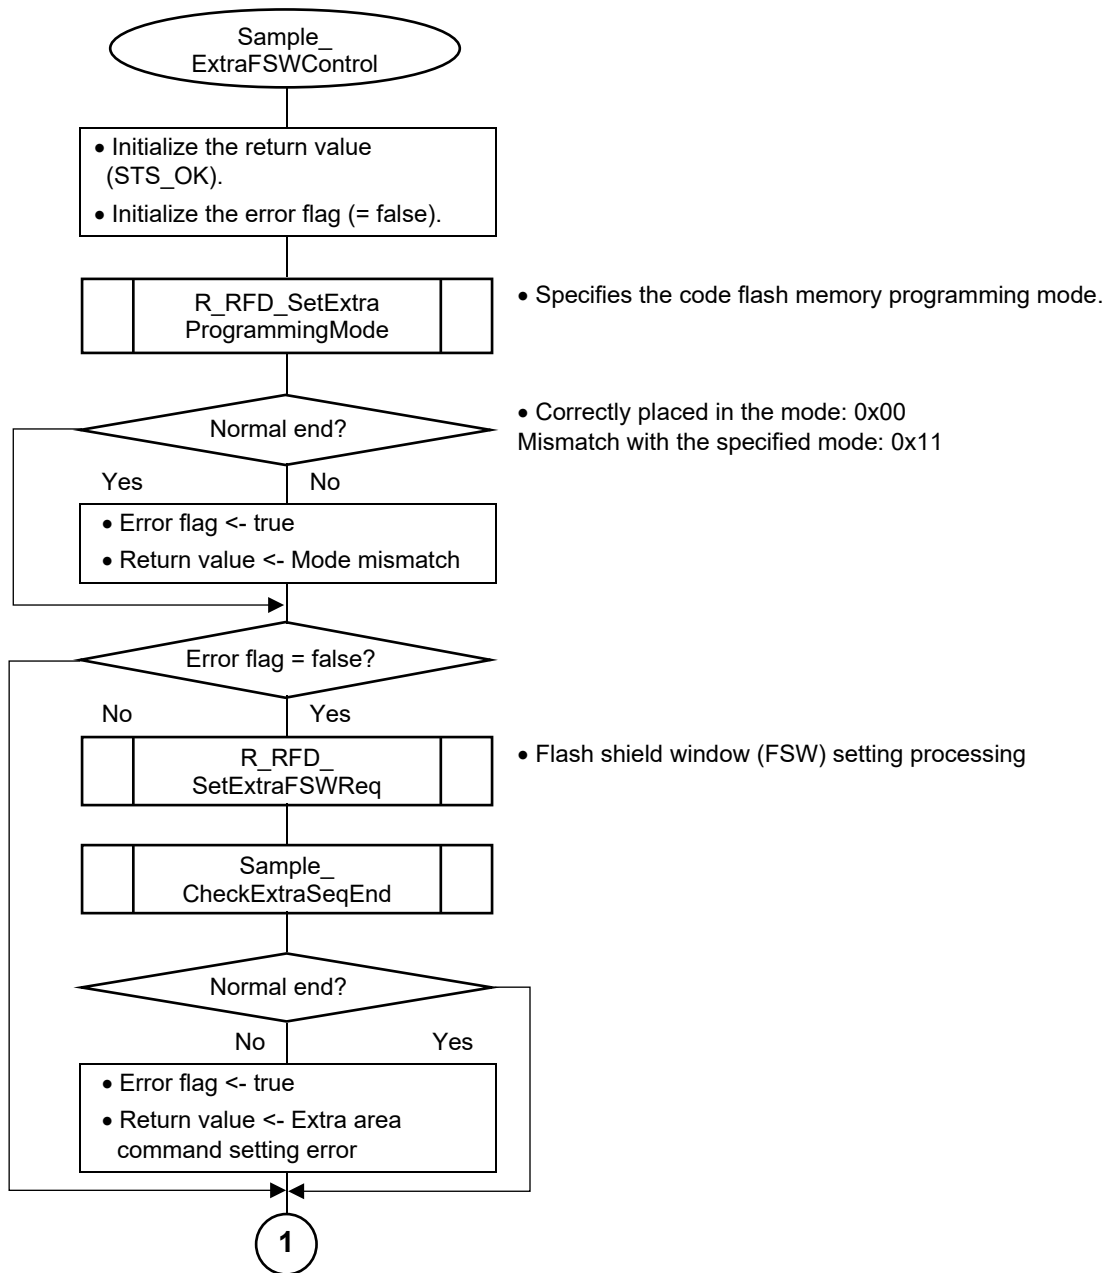 Sample_
ExtraFSWControl
• Initialize the return value
(STS_OK).
• Initialize the error flag (= false).
R_RFD_SetExtra
ProgrammingMode
• Specifies the code flash memory programming mode.
Normal end?
• Correctly placed in the mode: 0x00
Mismatch with the specified mode: 0x11
Yes
No
• Error flag <- true
• Return value <- Mode mismatch
Error flag = false?
No
Yes
R_RFD_
SetExtraFSWReq
• Flash shield window (FSW) setting processing
Sample_
CheckExtraSeqEnd
Normal end?
No
Yes
• Error flag <- true
• Return value <- Extra area
command setting error
1